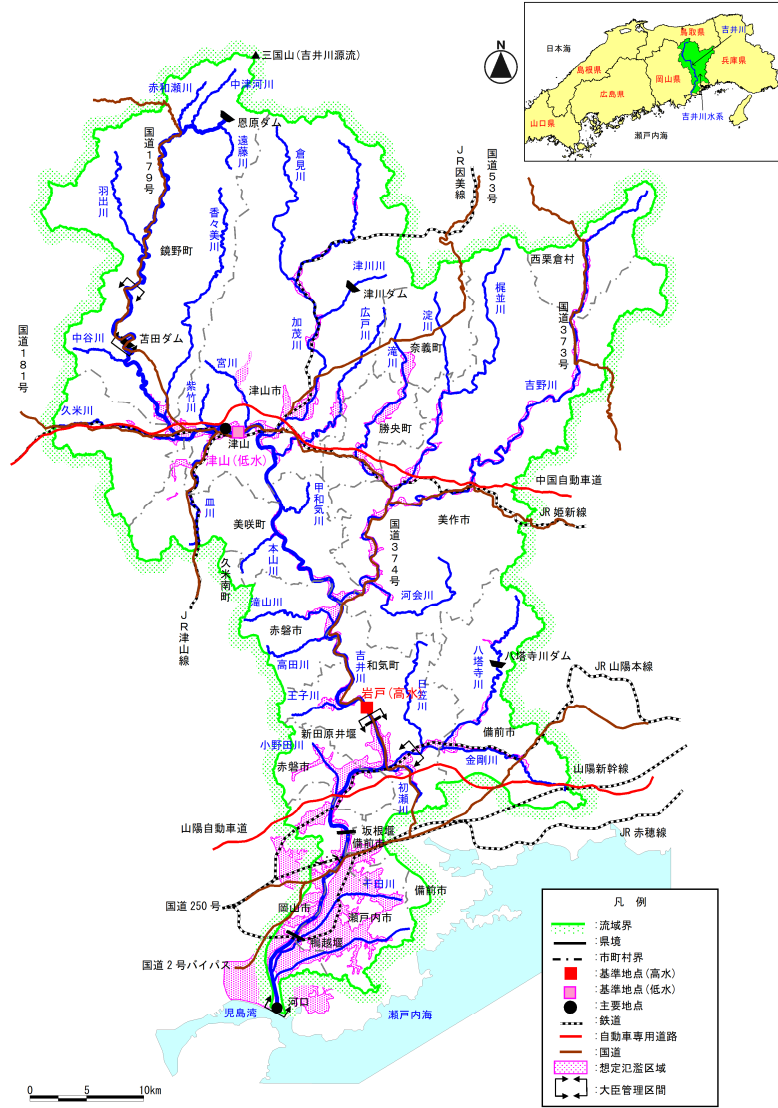 三国山(吉井川源流)
N
赤和瀬川
中津河川
恩原ダム
国道179号
遠藤川
倉見川
羽出川
香々美川
鏡野町
JR因美線
国道53号
西粟倉村
津川川
津川ダム
梶並川
国道373号
国道181号
中谷川
苫田ダム
加茂川
広戸川
淀川
奈義町
滝川
宮川
紫竹川
津山市
吉野川
久米川
勝央町
津山
津山(低水)
中国自動車道
皿川
甲和気川
美作市
JR姫新線
美咲町
国道374号
久米南町
本山川
JR津山線
滝山川
河会川
赤磐市
吉井川
和気町
八塔寺川
八塔寺川ダム
高田川
日笠川
JR山陽本線
王子川
岩戸(高水)
新田原井堰
備前市
小野田川
金剛川
赤磐市
山陽新幹線
初瀬川
山陽自動車道
坂根堰
JR赤穂線
備前市
千田川
備前市
国道250号
岡山市
瀬戸内市
鴨越堰
国道2号バイパス
河口
児島湾
瀬戸内海
0 5 10km
日本海
鳥取県
吉井川
島根県
岡山県
兵庫県
広島県
山口県
吉井川水系
瀬戸内海
凡 例
:流域界
:県境
:市町村界
:基準地点(高水)
:基準地点(低水)
:主要地点
:鉄道
:自動車専用道路
:国道
:想定氾濫区域
:大臣管理区間